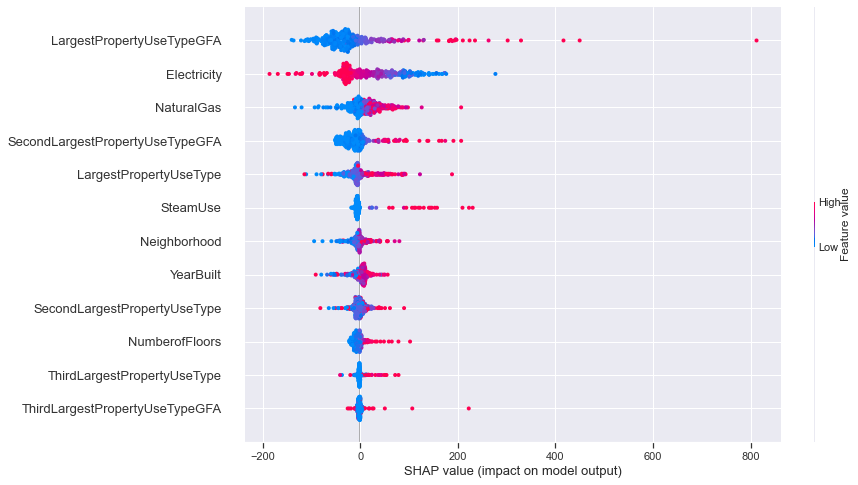 LargestPropertyUseTypeGFA
Electricity
NaturalGas
SecondLargestPropertyUseTypeGFA
LargestPropertyUseType
SteamUse
Neighborhood
YearBuilt
SecondLargestPropertyUseType
NumberofFloors
ThirdLargestPropertyUseType
ThirdLargestPropertyUseTypeGFA
−200 0 200 400 600 800
SHAP value (impact on model output)
High
Low
Feature value